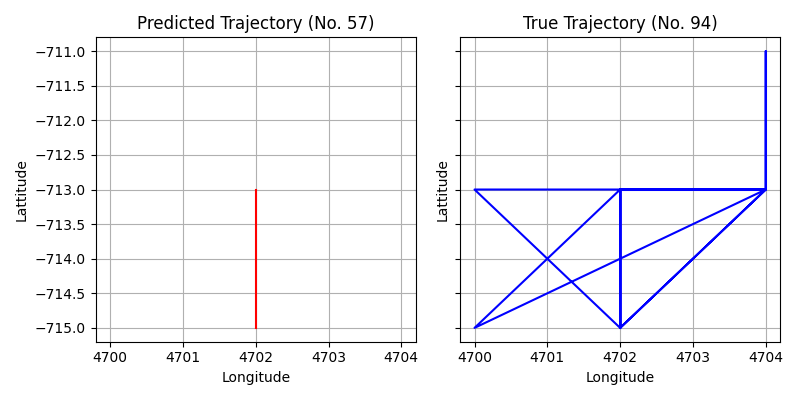 Predicted Trajectory (No. 57)
True Trajectory (No. 94)
Lattitude
−711.0
−711.5
−712.0
−712.5
−713.0
−713.5
−714.0
−714.5
−715.0
4700 4701 4702 4703 4704
Longitude
Lattitude
4700 4701 4702 4703 4704
Longitude